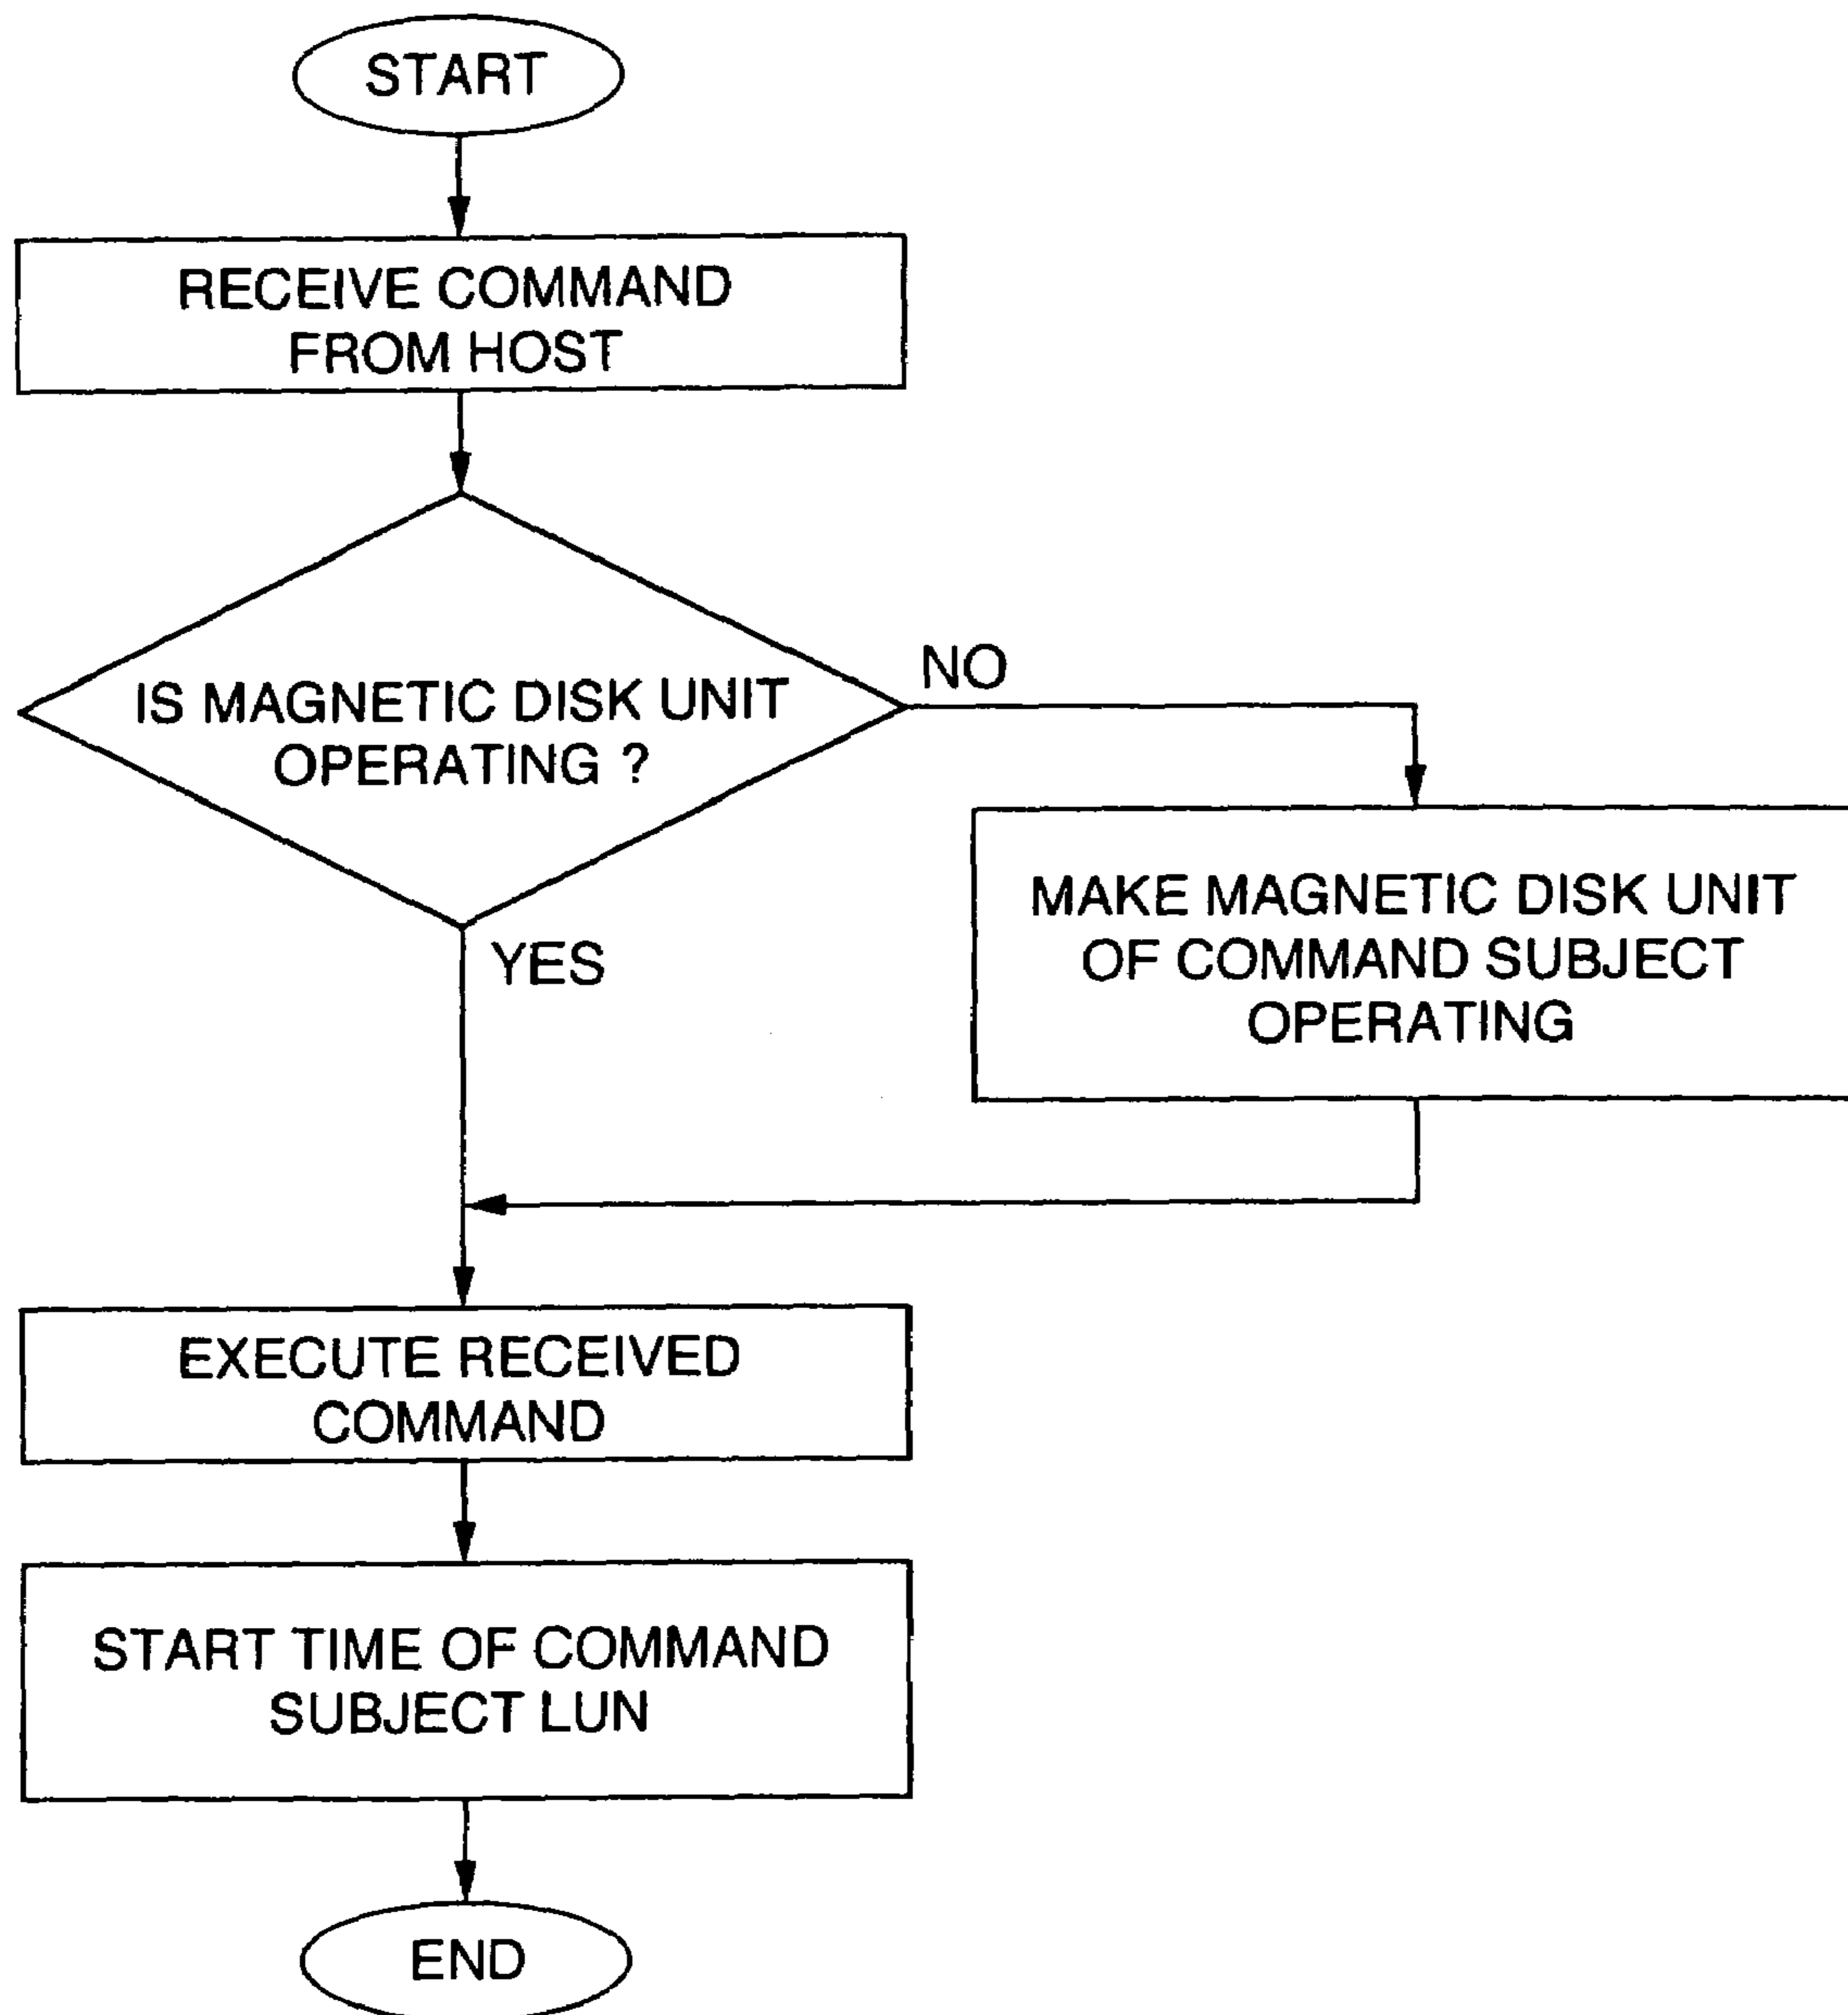 START
RECEIVE COMMAND
FROM HOST
IS MAGNETIC DISK UNIT
OPERATING ?
NO
YES
MAKE MAGNETIC DISK UNIT
OF COMMAND SUBJECT
OPERATING
EXECUTE RECEIVED
COMMAND
START TIME OF COMMAND
SUBJECT LUN
END